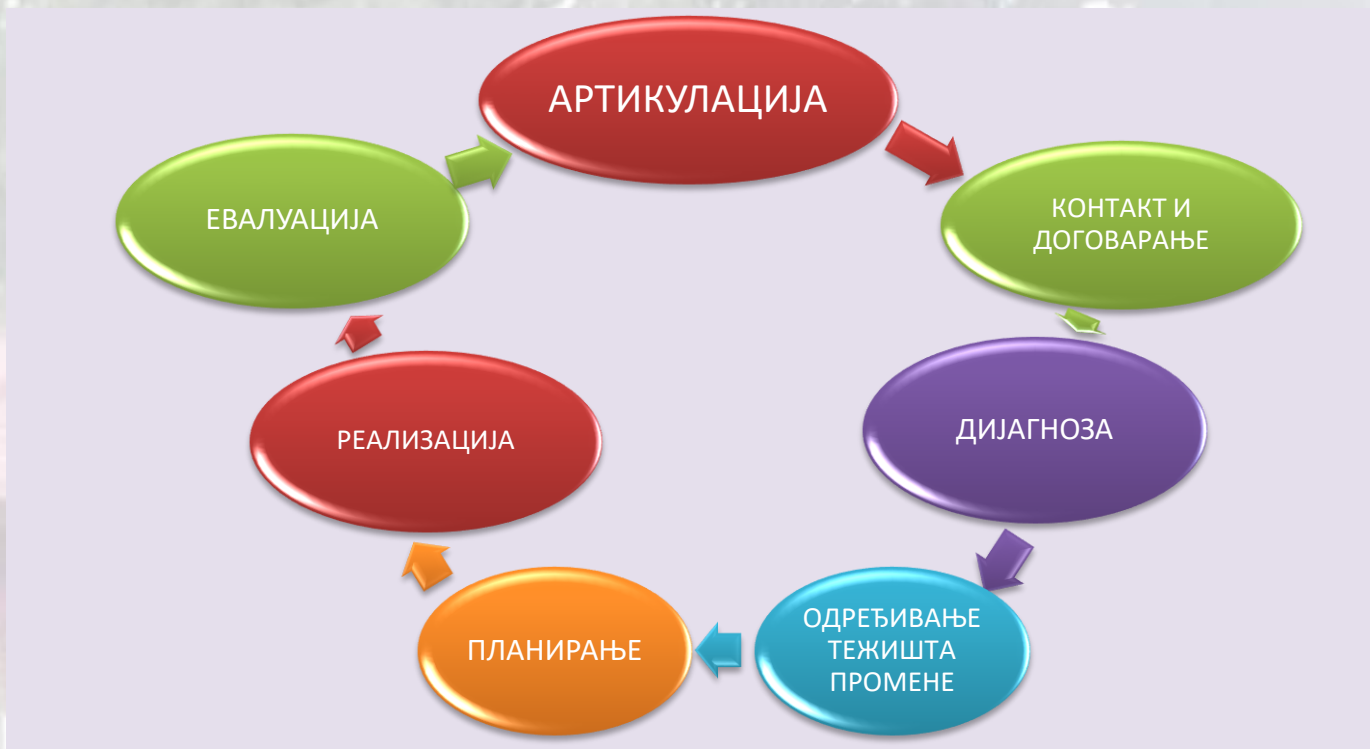 АРТИКУЛАЦИЈА
КОНТАКТ И
ДОГОВАРАЊЕ
ДИЈАГНОЗА
ОДРЕЂИВАЊЕ
ТЕЖИШТА
ПРОМЕНЕ
ПЛАНИРАЊЕ
РЕАЛИЗАЦИЈА
ЕВАЛУАЦИЈА